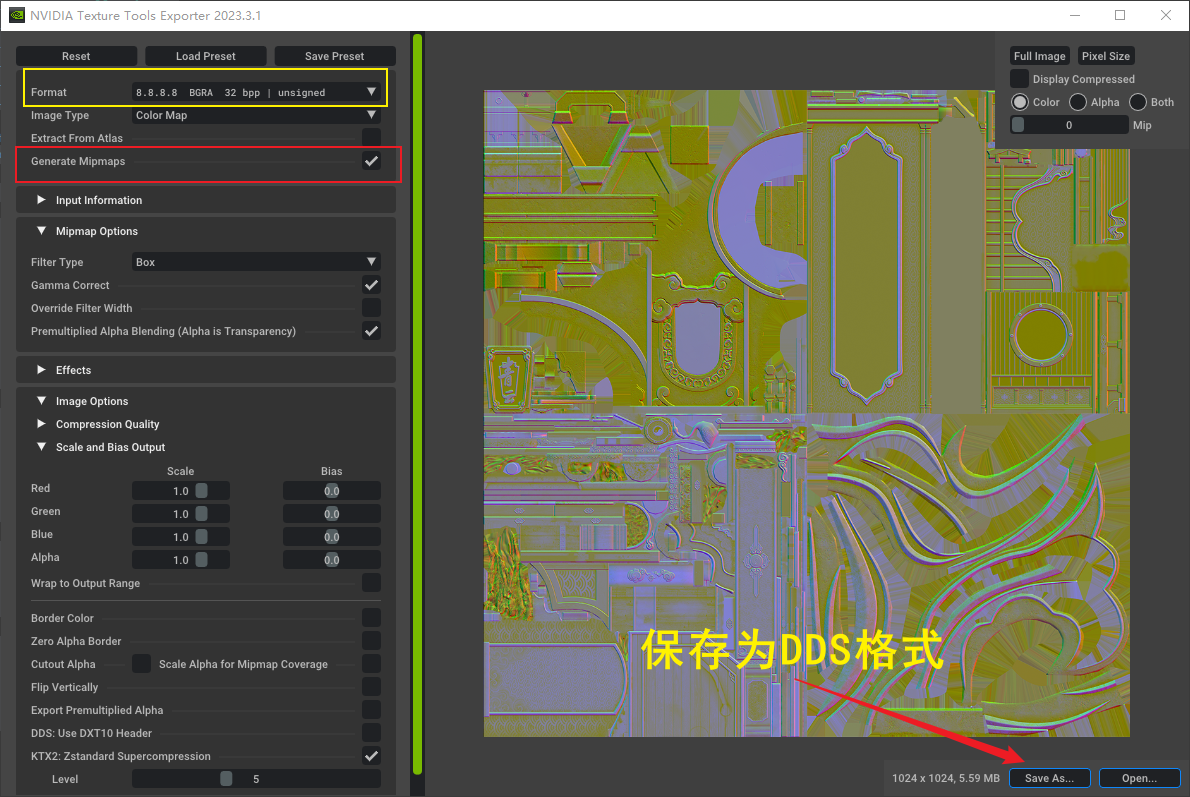 NVIDIA Texture Tools Exporter 2023.3.1
Reset Load Preset Save Preset
Format 8.8.8.8 BGRA 32 bpp | unsigned
Image Type Color Map
Extract From Atlas
Generate Mipmaps
Input Information
Mipmap Options
Filter Type Box
Gamma Correct
Override Filter Width
Premultiplied Alpha Blending (Alpha is Transparency)
Effects
Image Options
Compression Quality
Scale and Bias Output
Scale Bias
Red 1.0 0.0
Green 1.0 0.0
Blue 1.0 0.0
Alpha 1.0 0.0
Wrap to Output Range
Border Color
Zero Alpha Border
Cutout Alpha Scale Alpha for Mipmap Coverage
Flip Vertically
Export Premultiplied Alpha
DDS: Use DXT10 Header
KTX2: Zstandard Supercompression
Level 5
Full Image Pixel Size
Display Compressed
Color Alpha Both
0 Mip
保存为DDS格式
1024 x 1024, 5.59 MB Save As... Open...